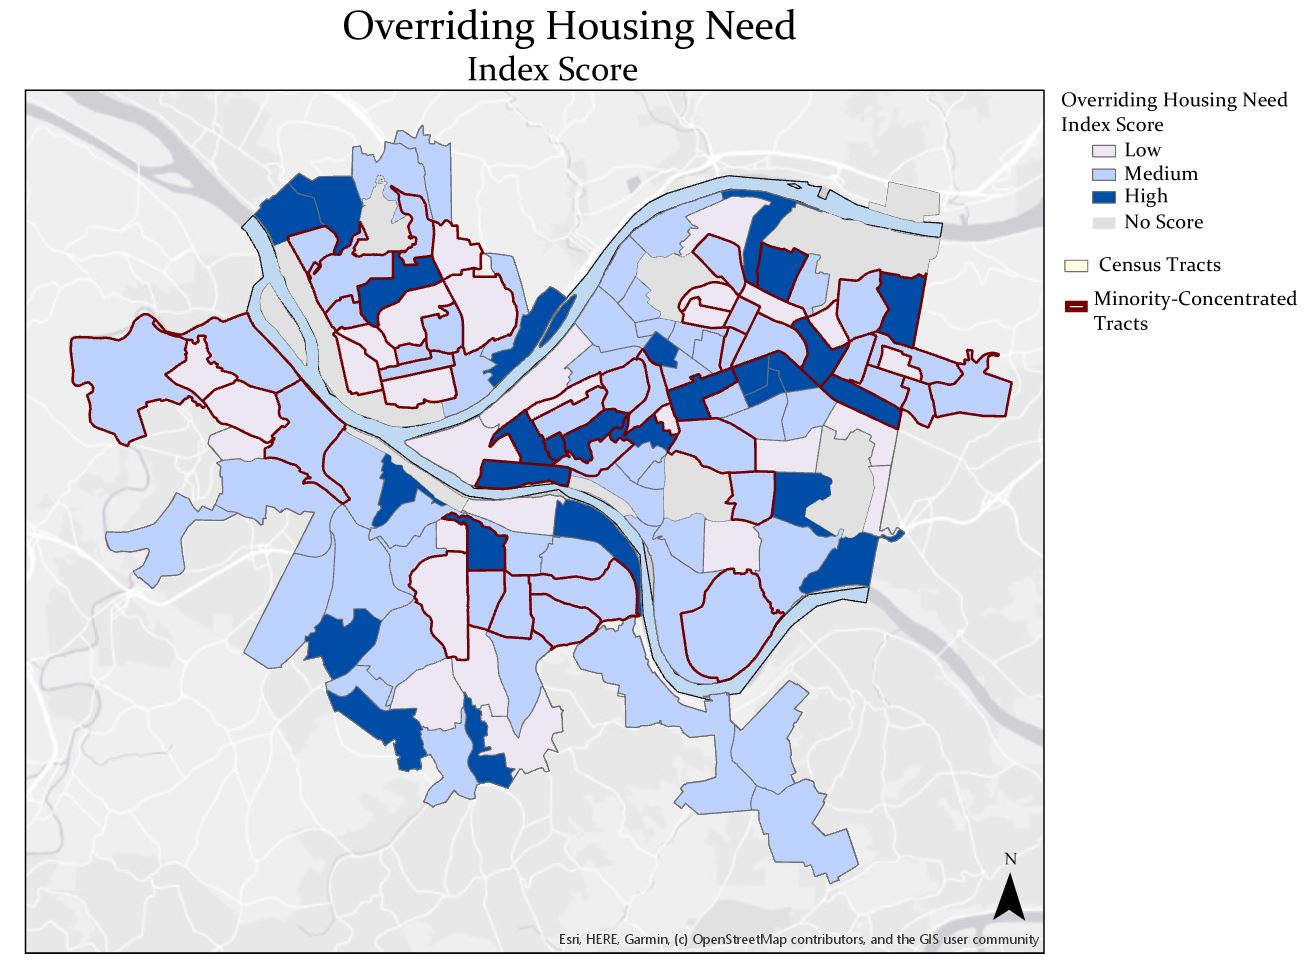 Overriding Housing Need
Index Score
Overriding Housing Need
Index Score
Low
Medium
High
No Score
Census Tracts
Minority-Concentrated
Tracts
N
Esri, HERE, Garmin, (c) OpenStreetMap contributors, and the GIS user community